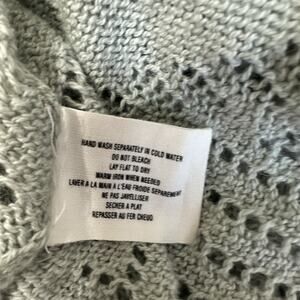 HAND WASH SEPARATELY IN COLD WATER
DO NOT BLEACH
LAY FLAT TO DRY
WARM IRON WHEN NEEDED
LAVER A LA MAIN A L'EAU FROIDE SEPAREMENT
NE PAS JAVELLISER
SECHER A PLAT
REPASSER AU FER CHEUD